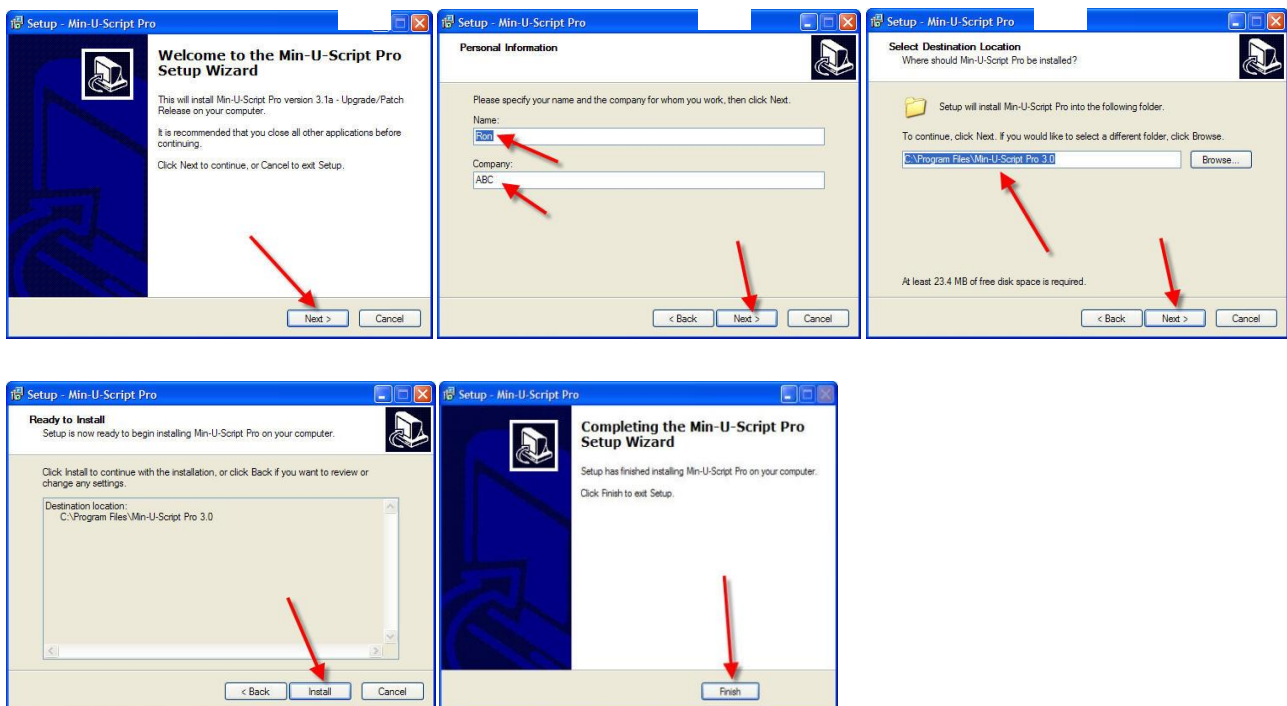 Setup - Min-U-Script Pro
Welcome to the Min-U-Script Pro
Setup Wizard
This will install Min-U-Script Pro version 3.1a - Upgrade/Patch
Release on your computer.
It is recommended that you close all other applications before
continuing.
Click Next to continue, or Cancel to exit Setup.
Next >
Cancel
Setup - Min-U-Script Pro
Personal Information
Please specify your name and the company for whom you work, then click Next.
Name:
Ron
Company:
ABC
< Back
Next >
Cancel
Setup - Min-U-Script Pro
Select Destination Location
Where should Min-U-Script Pro be installed?
Setup will install Min-U-Script Pro into the following folder.
To continue, click Next. If you would like to select a different folder, click Browse.
C:\Program Files\Min-U-Script Pro 3.0
Browse...
At least 23.4 MB of free disk space is required.
< Back
Next >
Cancel
Setup - Min-U-Script Pro
Ready to Install
Setup is now ready to begin installing Min-U-Script Pro on your computer.
Click Install to continue with the installation, or click Back if you want to review or
change any settings.
Destination location:
C:\Program Files\Min-U-Script Pro 3.0
< Back
Install
Cancel
Setup - Min-U-Script Pro
Completing the Min-U-Script Pro
Setup Wizard
Setup has finished installing Min-U-Script Pro on your computer.
Click Finish to exit Setup.
Finish